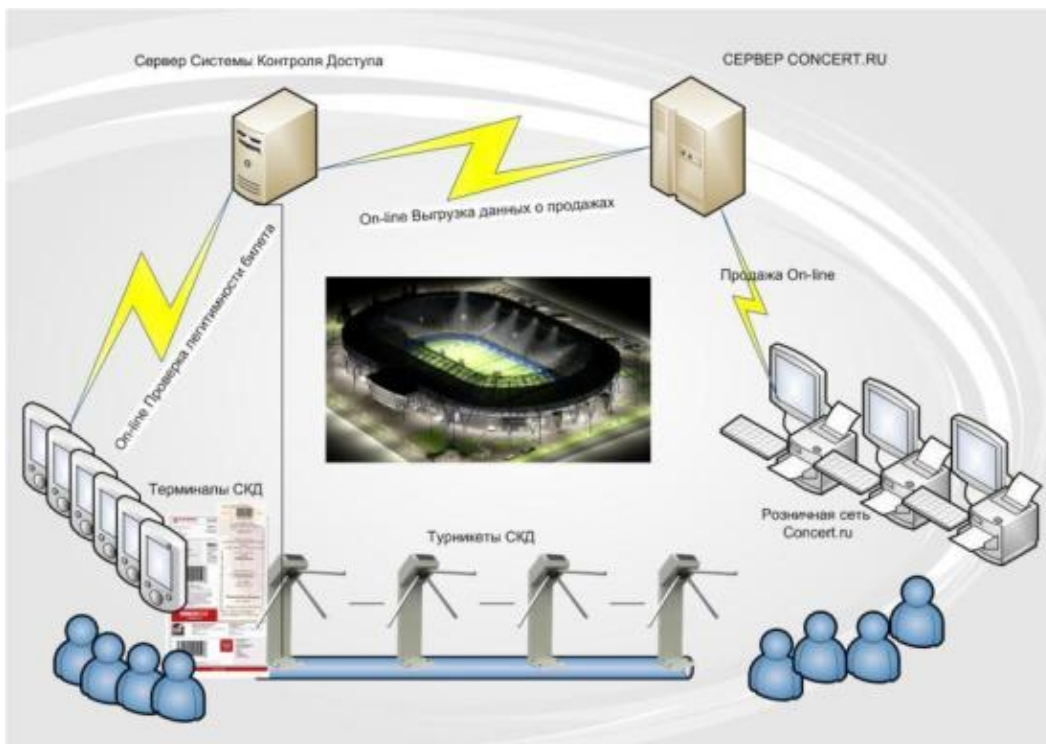 Сервер Системы Контроля Доступа
СЕРВЕР CONCERT.RU
On-line Выгрузка данных о продажах
On-line Проверка легитимности билета
Продажа On-line
Терминалы СКД
Турникеты СКД
Розничная сеть
Concert.ru